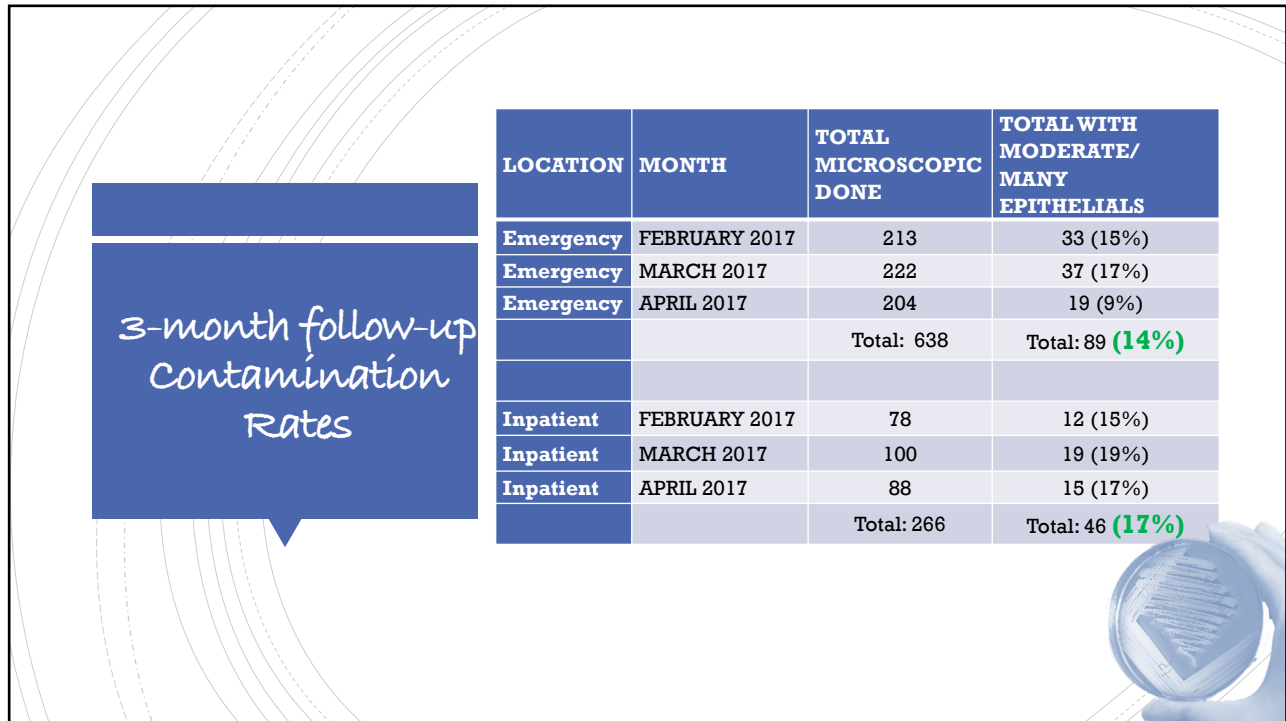 3-month follow-up
Contamination
Rates
LOCATION MONTH TOTAL MICROSCOPIC DONE TOTAL WITH MODERATE/ MANY EPITHELIALS
Emergency FEBRUARY 2017 213 33 (15%)
Emergency MARCH 2017 222 37 (17%)
Emergency APRIL 2017 204 19 (9%)
Total: 638 Total: 89 (14%)
Inpatient FEBRUARY 2017 78 12 (15%)
Inpatient MARCH 2017 100 19 (19%)
Inpatient APRIL 2017 88 15 (17%)
Total: 266 Total: 46 (17%)